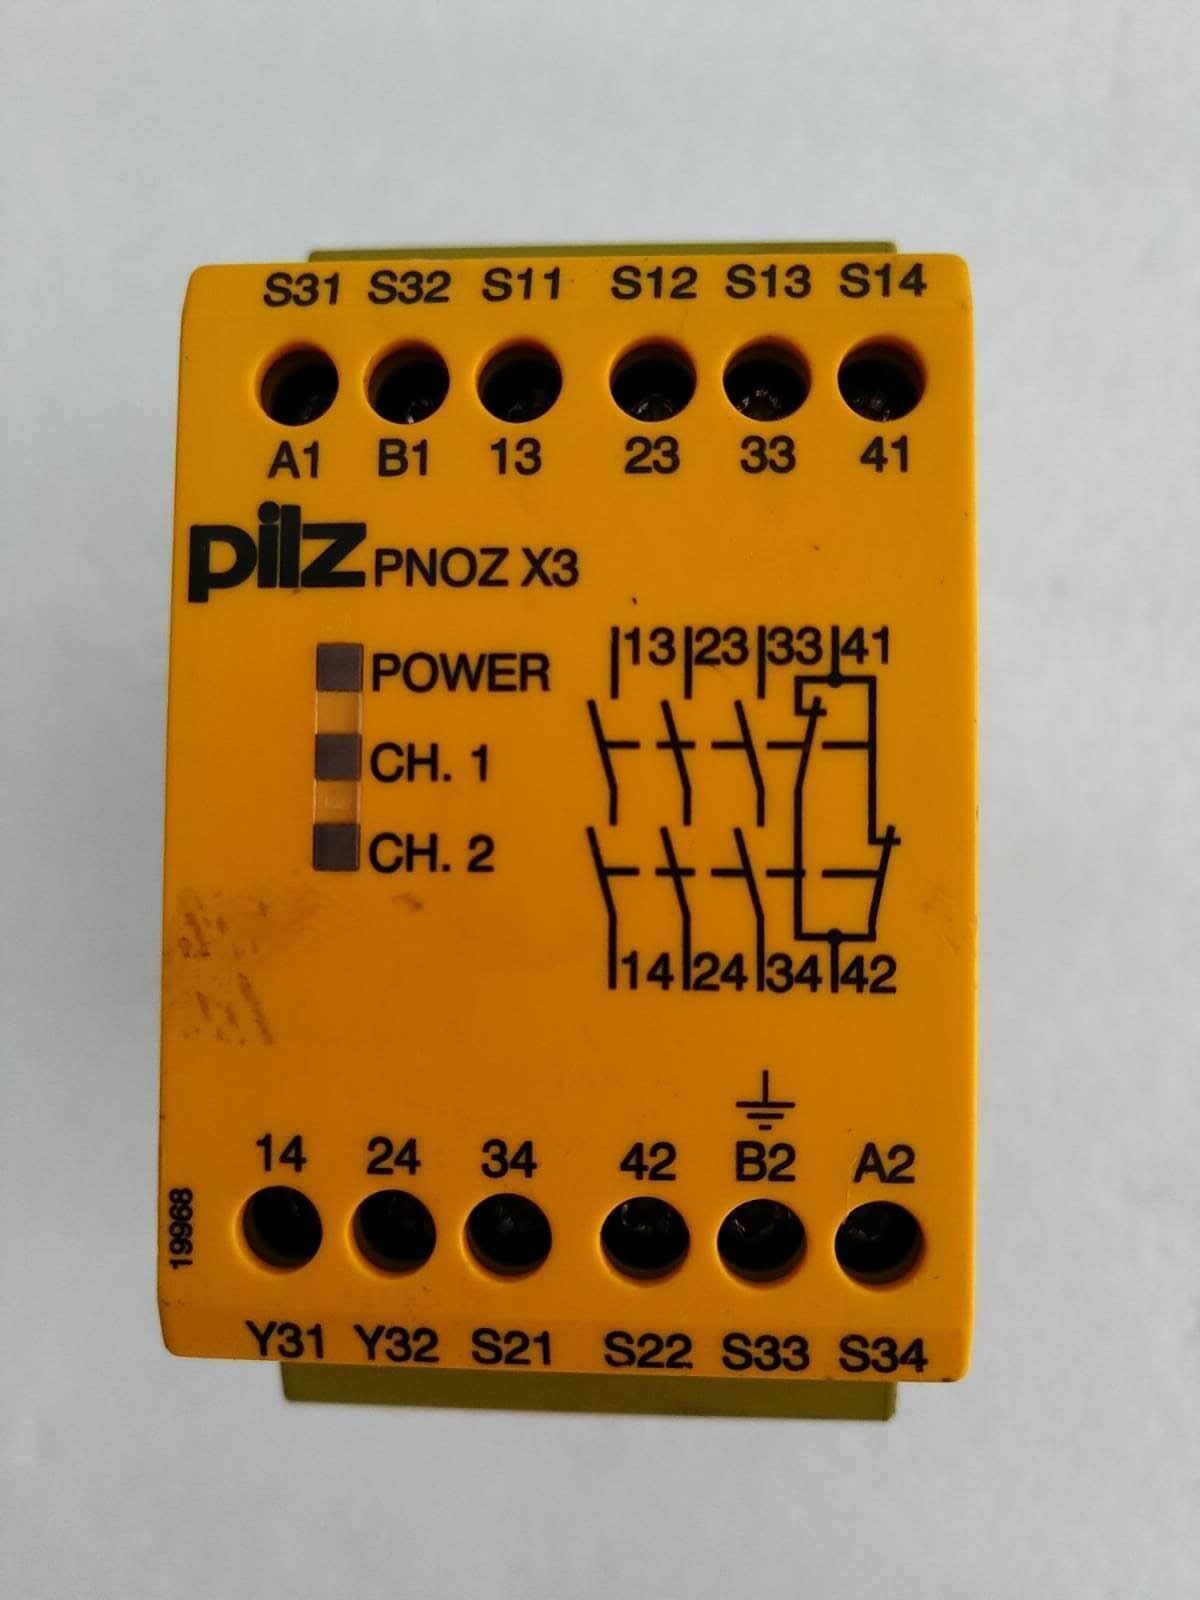 S31 S32 S11 S12 S13 S14
A1 B1 13 23 33 41
pilz PNOZ X3
POWER
CH. 1
CH. 2
13 23 33 41
14 24 34 42
14 24 34 42 B2 A2
19968
Y31 Y32 S21 S22 S33 S34